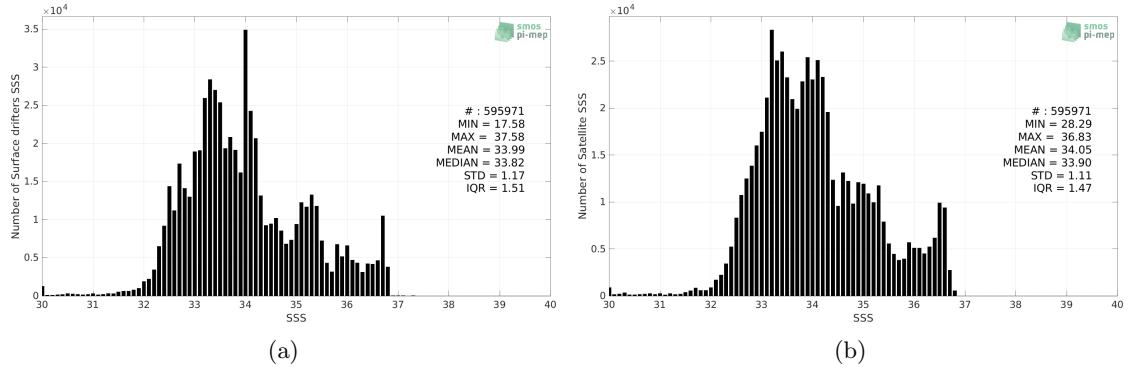 ×10⁴
3.5
3
2.5
2
1.5
1
0.5
0
Number of Surface drifters SSS
30 31 32 33 34 35 36 37 38 39 40
SSS
smos
pi-mep
# : 595971
MIN = 17.58
MAX = 37.58
MEAN = 33.99
MEDIAN = 33.82
STD = 1.17
IQR = 1.51
(a)
×10⁴
2.5
2
1.5
1
0.5
0
Number of Satellite SSS
30 31 32 33 34 35 36 37 38 39 40
SSS
smos
pi-mep
# : 595971
MIN = 28.29
MAX = 36.83
MEAN = 34.05
MEDIAN = 33.90
STD = 1.11
IQR = 1.47
(b)